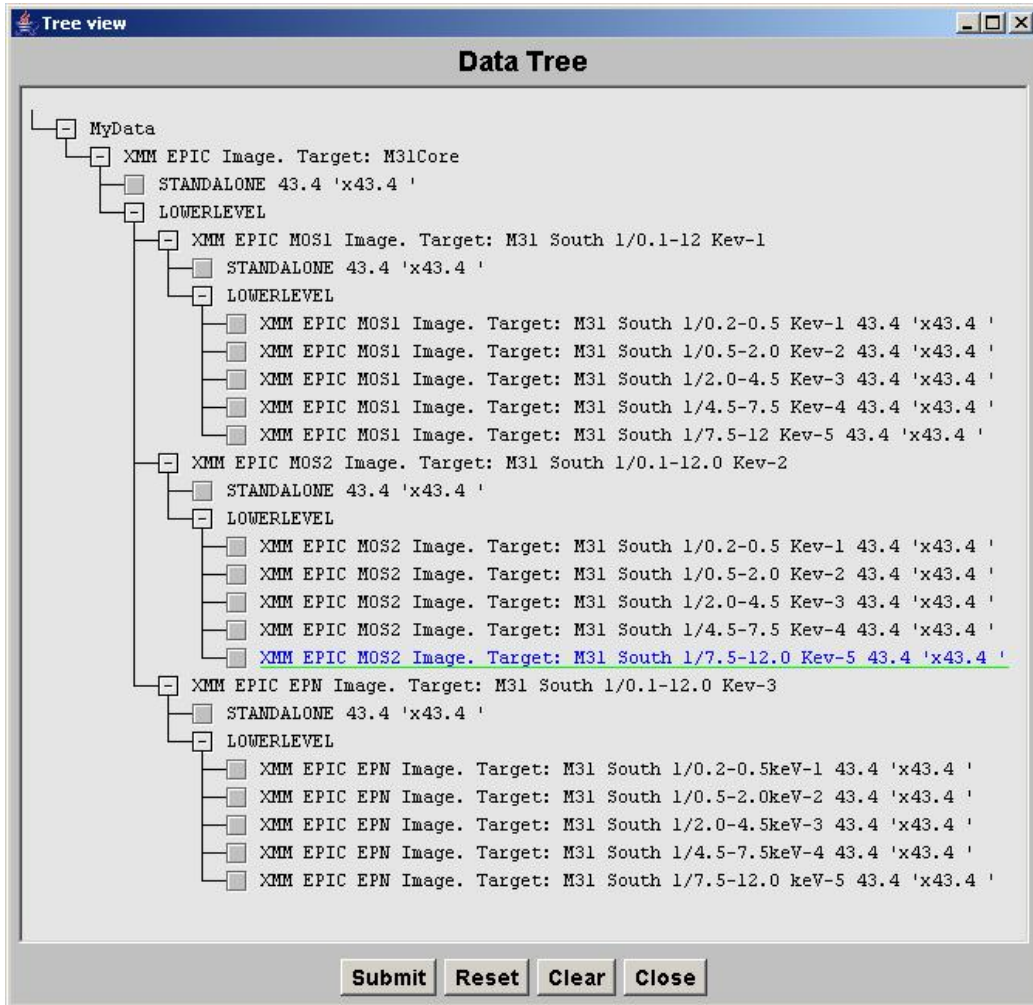 Tree view
Data Tree
MyData
XMM EPIC Image. Target: M31Core
STANDALONE 43.4 'x43.4 '
LOWERLEVEL
XMM EPIC MOS1 Image. Target: M31 South 1/0.1-12 Kev-1
STANDALONE 43.4 'x43.4 '
LOWERLEVEL
XMM EPIC MOS1 Image. Target: M31 South 1/0.2-0.5 Kev-1 43.4 'x43.4 '
XMM EPIC MOS1 Image. Target: M31 South 1/0.5-2.0 Kev-2 43.4 'x43.4 '
XMM EPIC MOS1 Image. Target: M31 South 1/2.0-4.5 Kev-3 43.4 'x43.4 '
XMM EPIC MOS1 Image. Target: M31 South 1/4.5-7.5 Kev-4 43.4 'x43.4 '
XMM EPIC MOS1 Image. Target: M31 South 1/7.5-12 Kev-5 43.4 'x43.4 '
XMM EPIC MOS2 Image. Target: M31 South 1/0.1-12.0 Kev-2
STANDALONE 43.4 'x43.4 '
LOWERLEVEL
XMM EPIC MOS2 Image. Target: M31 South 1/0.2-0.5 Kev-1 43.4 'x43.4 '
XMM EPIC MOS2 Image. Target: M31 South 1/0.5-2.0 Kev-2 43.4 'x43.4 '
XMM EPIC MOS2 Image. Target: M31 South 1/2.0-4.5 Kev-3 43.4 'x43.4 '
XMM EPIC MOS2 Image. Target: M31 South 1/4.5-7.5 Kev-4 43.4 'x43.4 '
XMM EPIC MOS2 Image. Target: M31 South 1/7.5-12.0 Kev-5 43.4 'x43.4 '
XMM EPIC EPN Image. Target: M31 South 1/0.1-12.0 Kev-3
STANDALONE 43.4 'x43.4 '
LOWERLEVEL
XMM EPIC EPN Image. Target: M31 South 1/0.2-0.5keV-1 43.4 'x43.4 '
XMM EPIC EPN Image. Target: M31 South 1/0.5-2.0keV-2 43.4 'x43.4 '
XMM EPIC EPN Image. Target: M31 South 1/2.0-4.5keV-3 43.4 'x43.4 '
XMM EPIC EPN Image. Target: M31 South 1/4.5-7.5keV-4 43.4 'x43.4 '
XMM EPIC EPN Image. Target: M31 South 1/7.5-12.0 keV-5 43.4 'x43.4 '
Submit Reset Clear Close